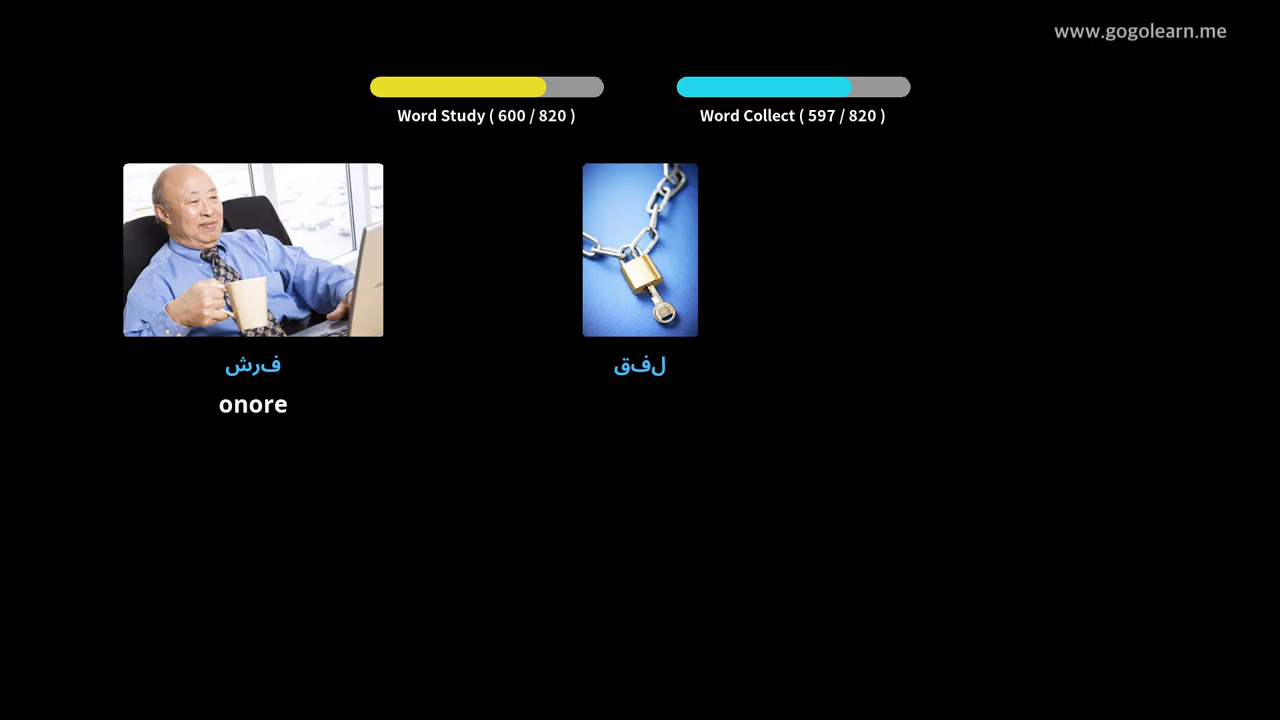 www.gogolearn.me
Word Study ( 600 / 820 )
Word Collect ( 597 / 820 )
فرش
لفق
onore